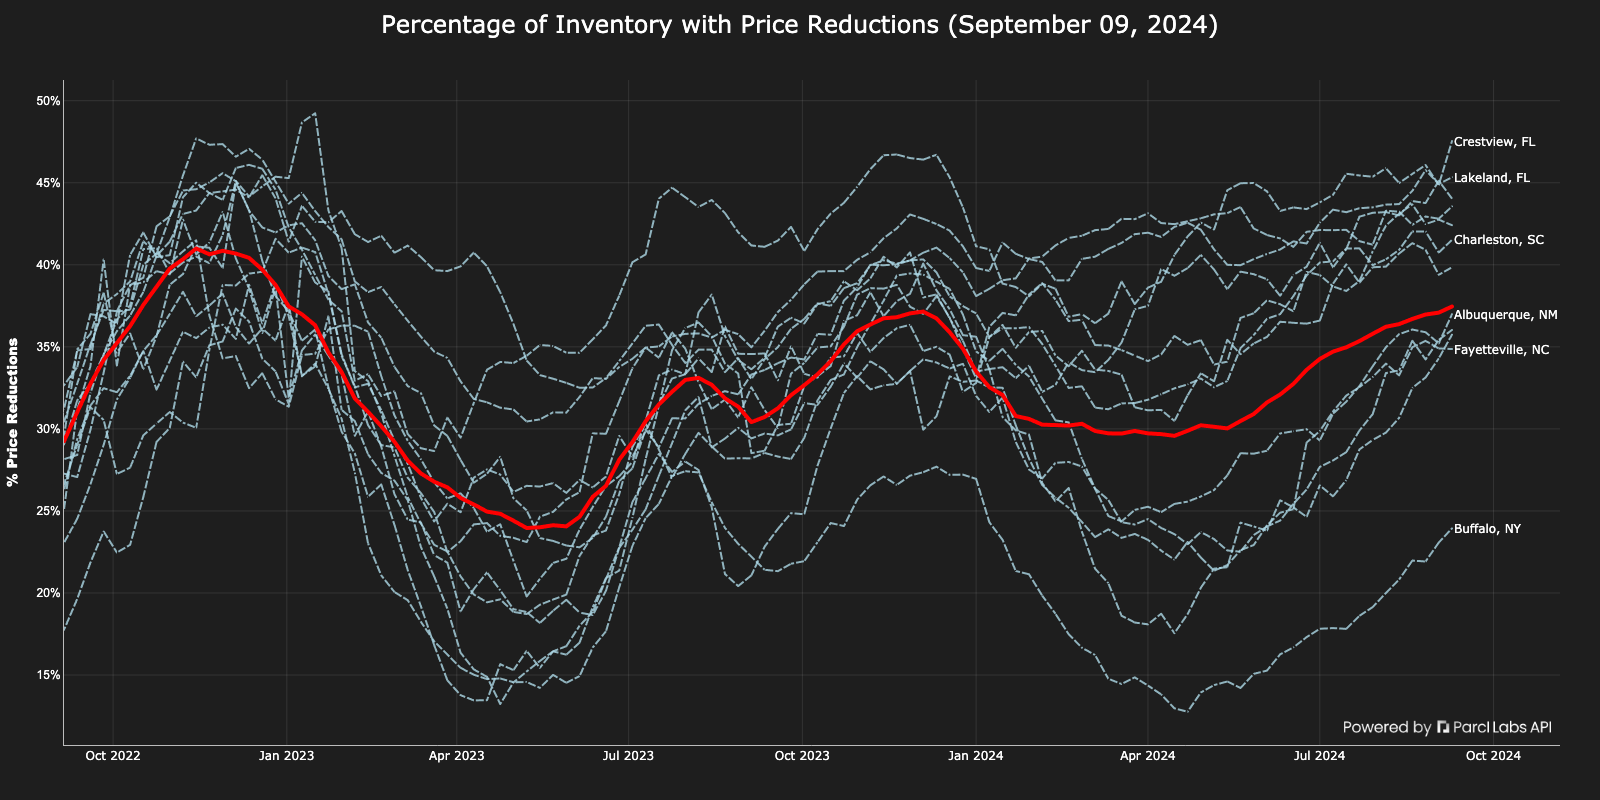 Percentage of Inventory with Price Reductions (September 09, 2024)
% Price Reductions
50%
45%
40%
35%
30%
25%
20%
15%
Crestview, FL
Lakeland, FL
Charleston, SC
Albuquerque, NM
Fayetteville, NC
Buffalo, NY
Powered by Parcl Labs API
Oct 2022
Jan 2023
Apr 2023
Jul 2023
Oct 2023
Jan 2024
Apr 2024
Jul 2024
Oct 2024